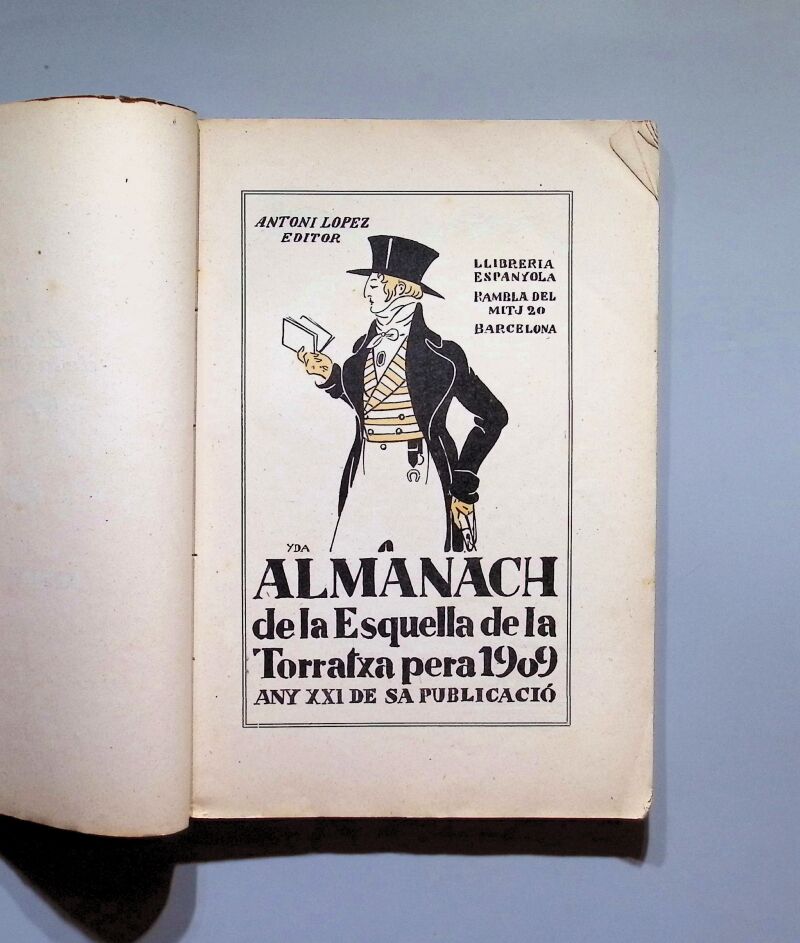 ANTONI LOPEZ
EDITOR
LLIBRERIA
ESPANYOLA
RAMBLA DEL
MITJ 20
BARCELONA
YDA
ALMANACH
de la Esquella de la
Torratxa pera 1909
ANY XXI DE SA PUBLICACIÓ